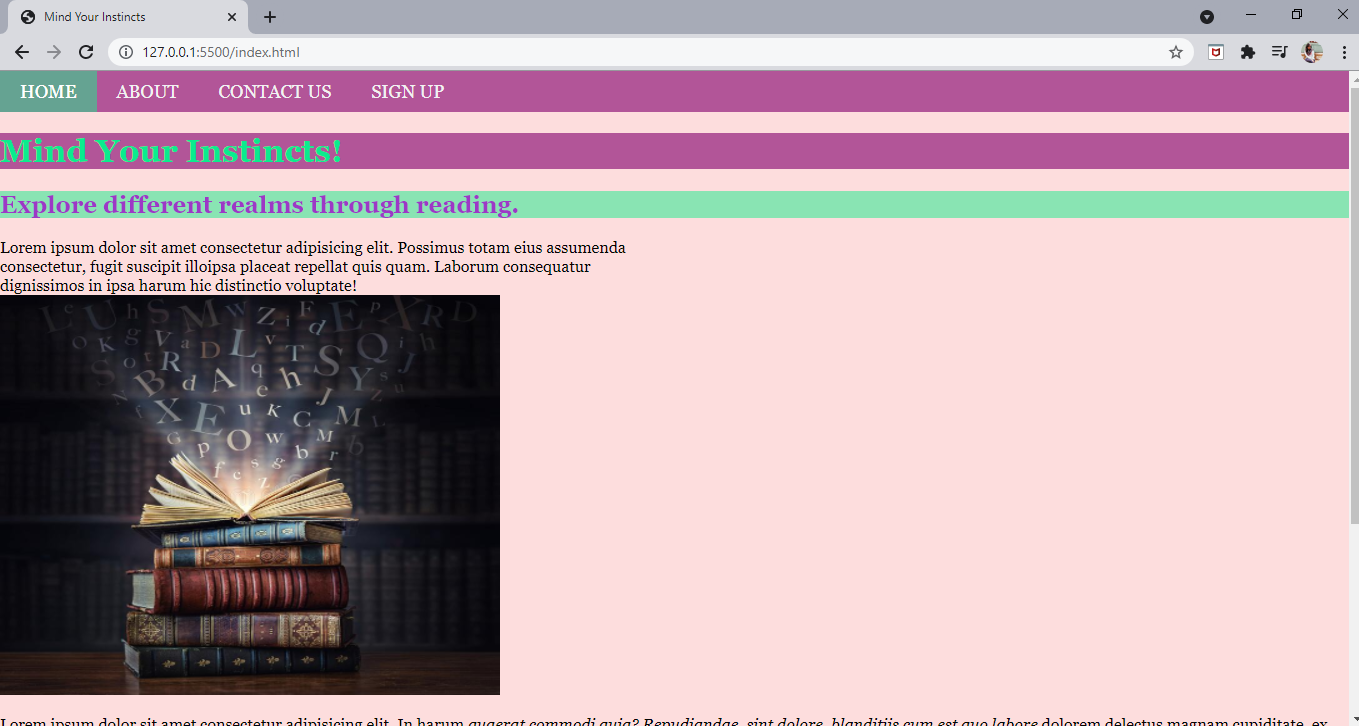 Mind Your Instincts
127.0.0.1:5500/index.html
HOME ABOUT CONTACT US SIGN UP
Mind Your Instincts!
Explore different realms through reading.
Lorem ipsum dolor sit amet consectetur adipisicing elit. Possimus totam eius assumenda
consectetur, fugit suscipit illoipsa placeat repellat quis quam. Laborum consequatur
dignissimos in ipsa harum hic distinctio voluptate!
Lorem ipsum dolor sit amet consectetur adipisicing elit. In harum quaerat commodi quia? Repudiandae, sint dolore, blanditiis cum est quo labore dolorem delectus magnam cupiditate, ex